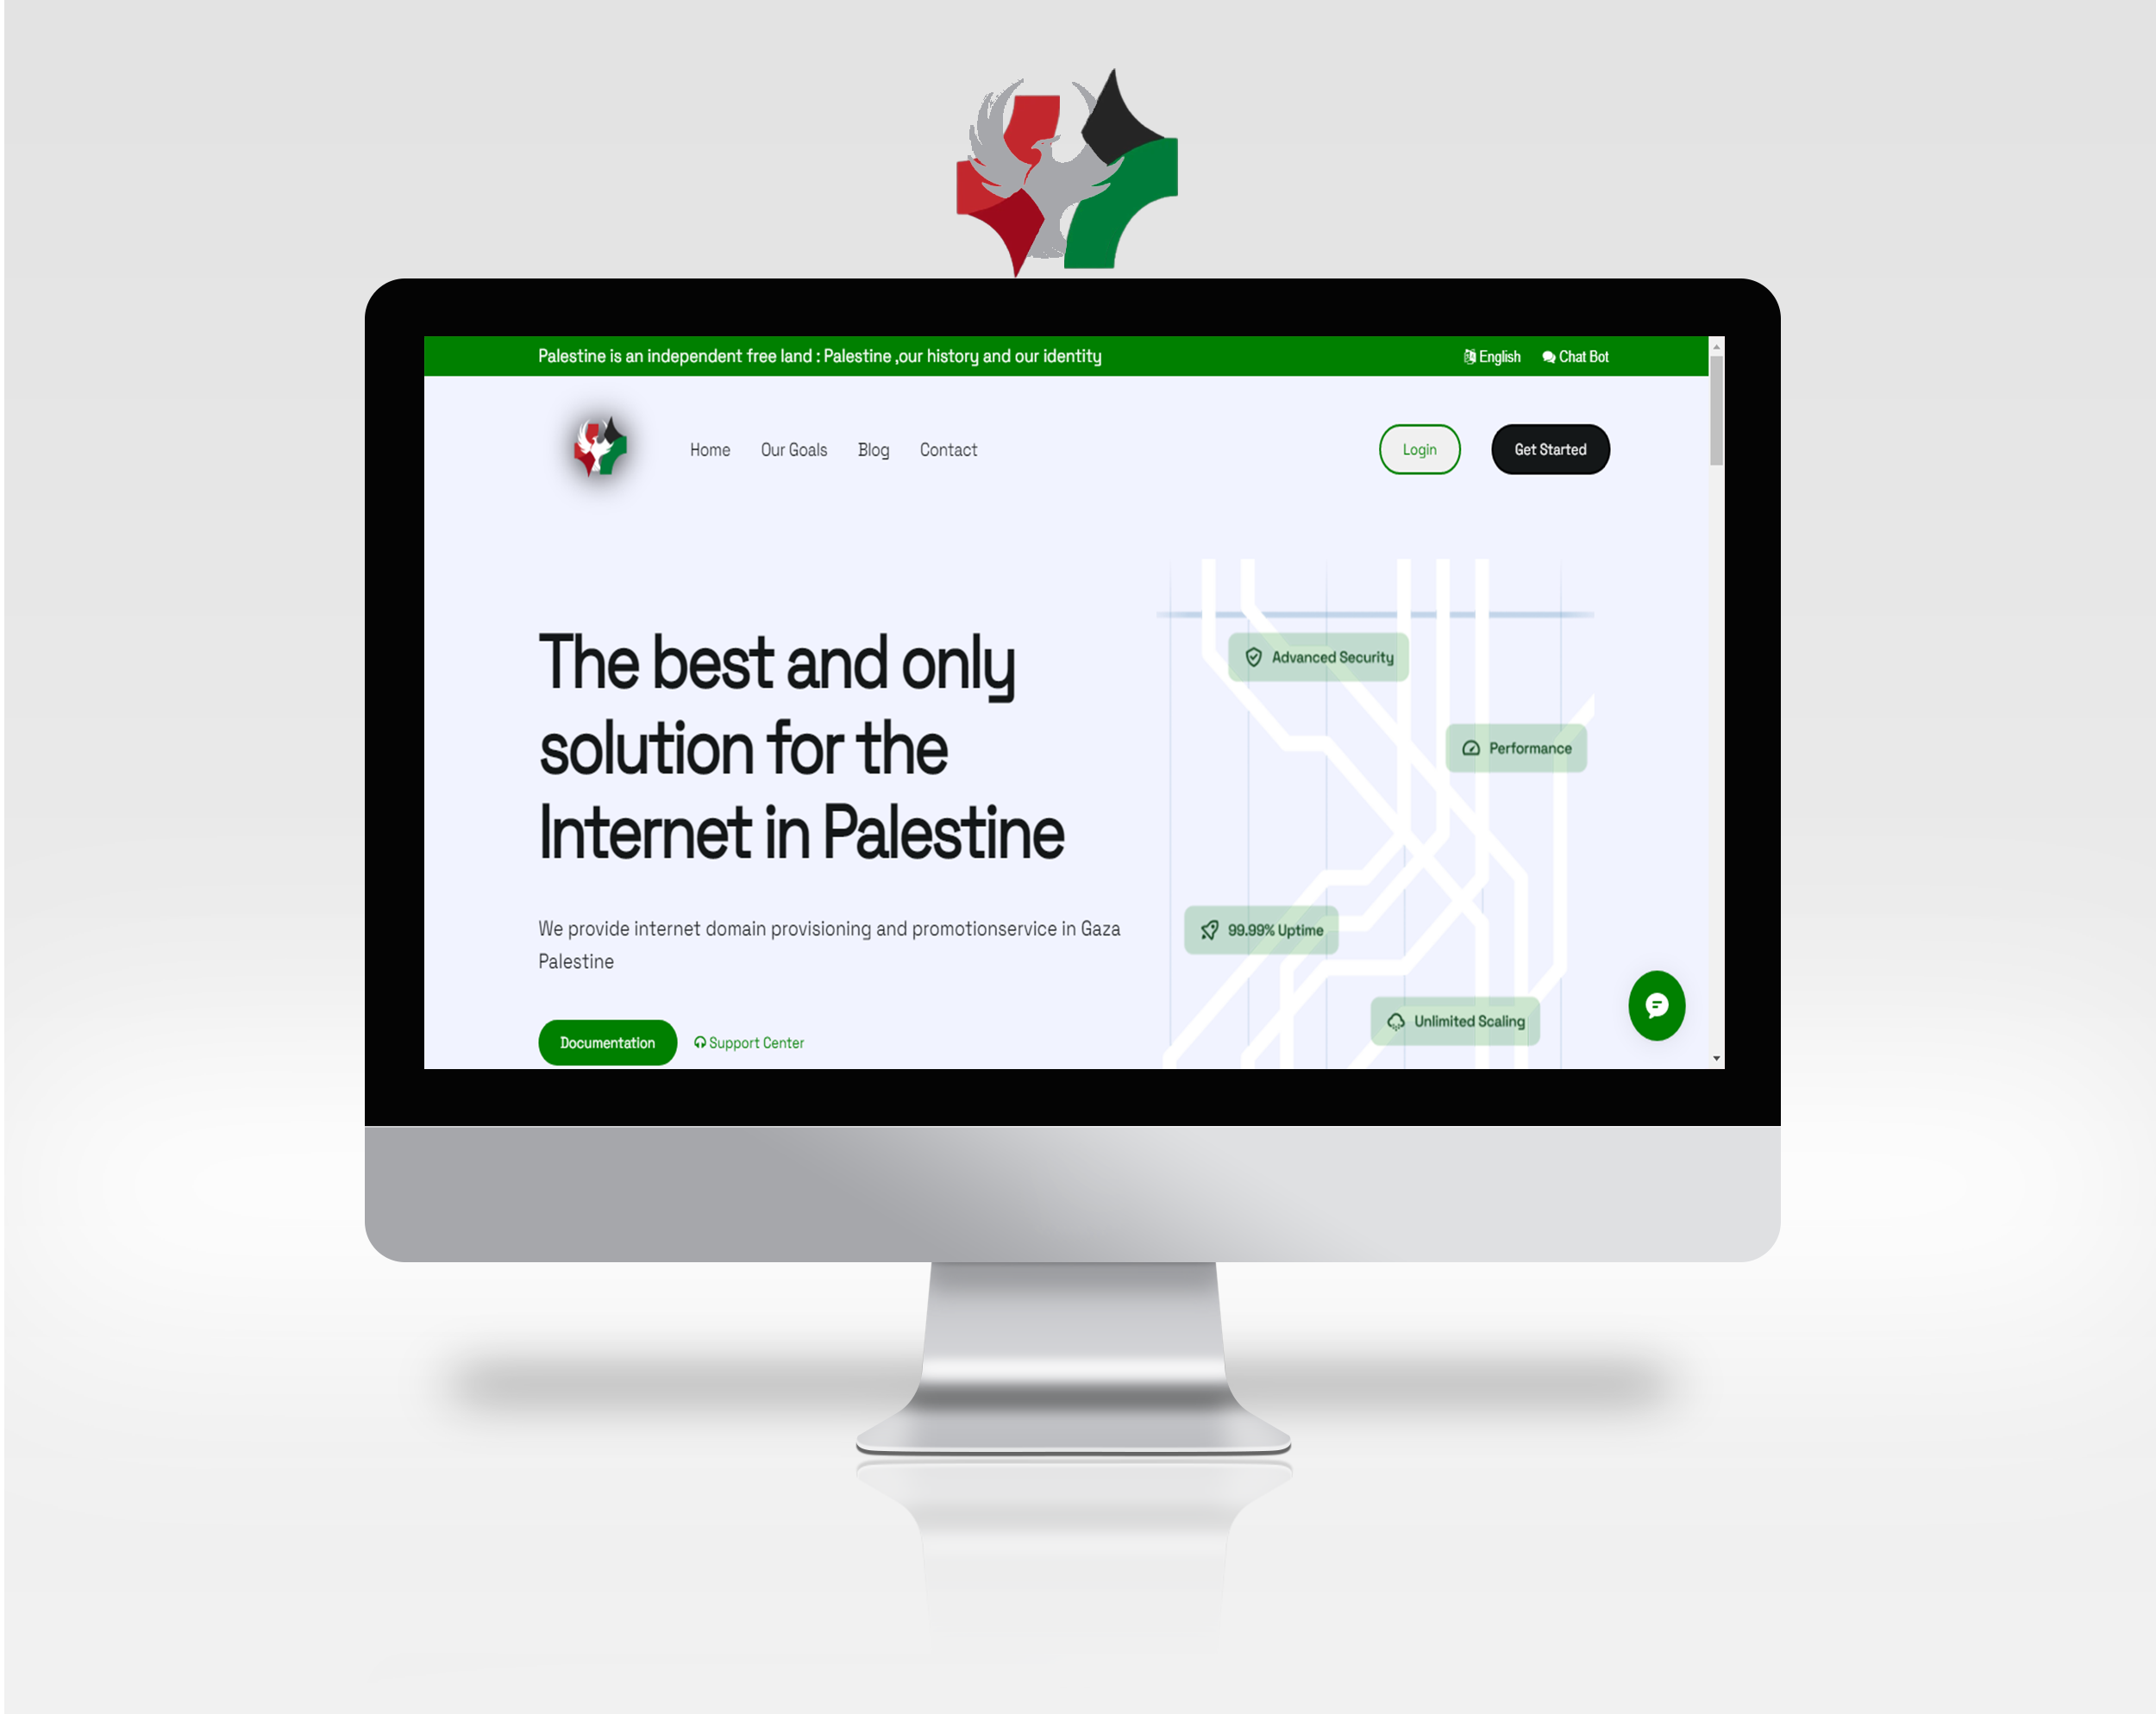 Palestine is an independent free land : Palestine ,our history and our identity
English
Chat Bot
Home
Our Goals
Blog
Contact
Login
Get Started
The best and only
solution for the
Internet in Palestine
We provide internet domain provisioning and promotionservice in Gaza
Palestine
Documentation
Support Center
Advanced Security
Performance
99.99% Uptime
Unlimited Scaling